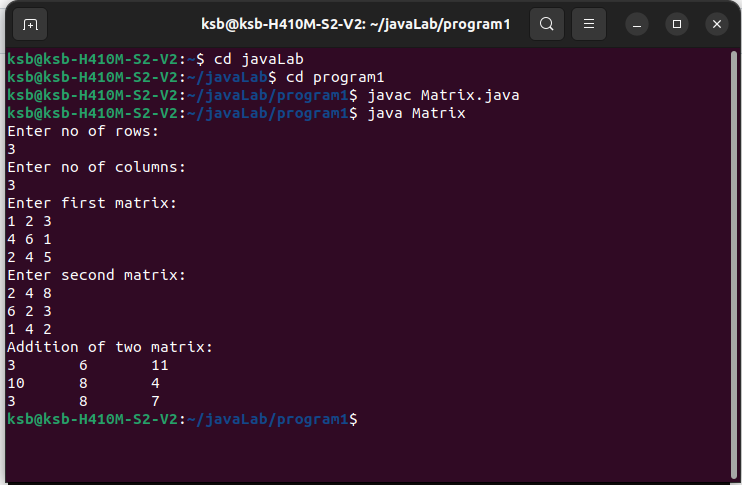 ksb@ksb-H410M-S2-V2: ~/javaLab/program1
ksb@ksb-H410M-S2-V2:~$ cd javaLab
ksb@ksb-H410M-S2-V2:~/javaLab$ cd program1
ksb@ksb-H410M-S2-V2:~/javaLab/program1$ javac Matrix.java
ksb@ksb-H410M-S2-V2:~/javaLab/program1$ java Matrix
Enter no of rows:
3
Enter no of columns:
3
Enter first matrix:
1 2 3
4 6 1
2 4 5
Enter second matrix:
2 4 8
6 2 3
1 4 2
Addition of two matrix:
3 6 11
10 8 4
3 8 7
ksb@ksb-H410M-S2-V2:~/javaLab/program1$